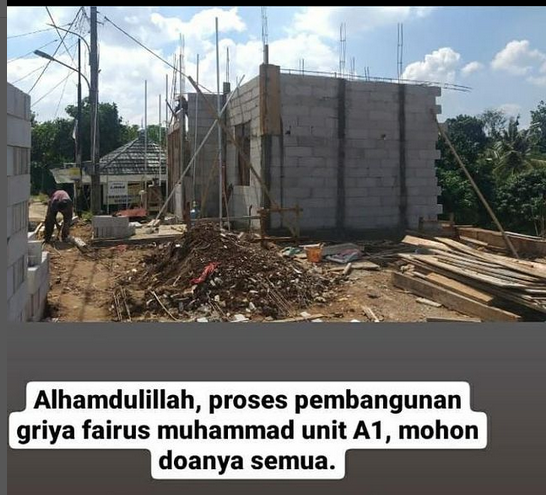 Alhamdulillah, proses pembangunan
griya fairus muhammad unit A1, mohon
doanya semua.